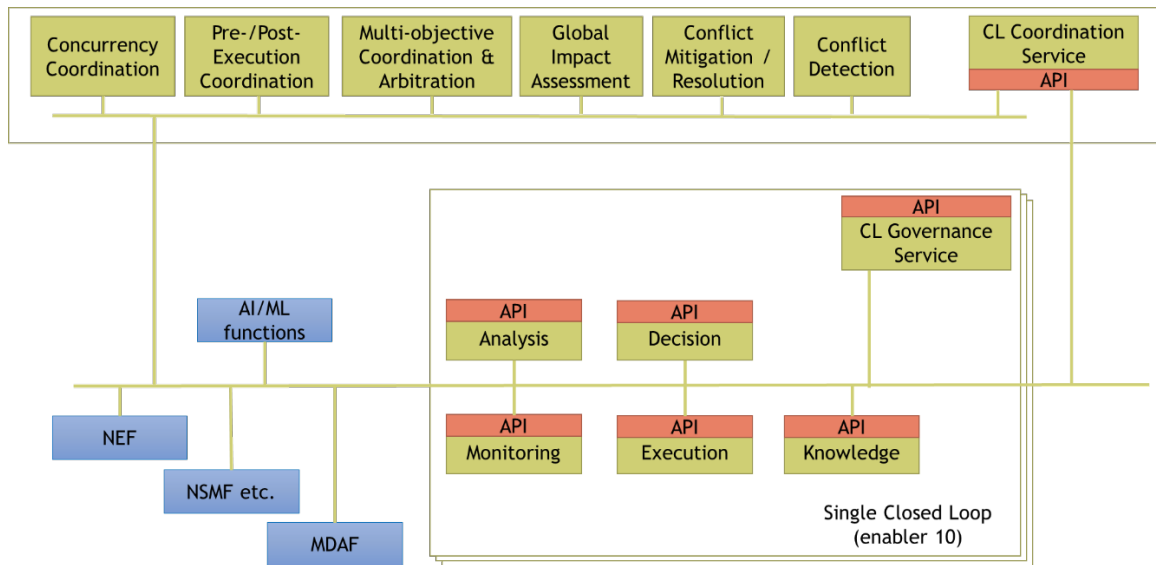 Concurrency
Coordination
Pre-/Post-
Execution
Coordination
Multi-objective
Coordination &
Arbitration
Global
Impact
Assessment
Conflict
Mitigation /
Resolution
Conflict
Detection
CL Coordination
Service
API
API
CL Governance
Service
AI/ML
functions
API
Analysis
API
Decision
NEF
API
Monitoring
API
Execution
API
Knowledge
NSMF etc.
MDAF
Single Closed Loop
(enabler 10)